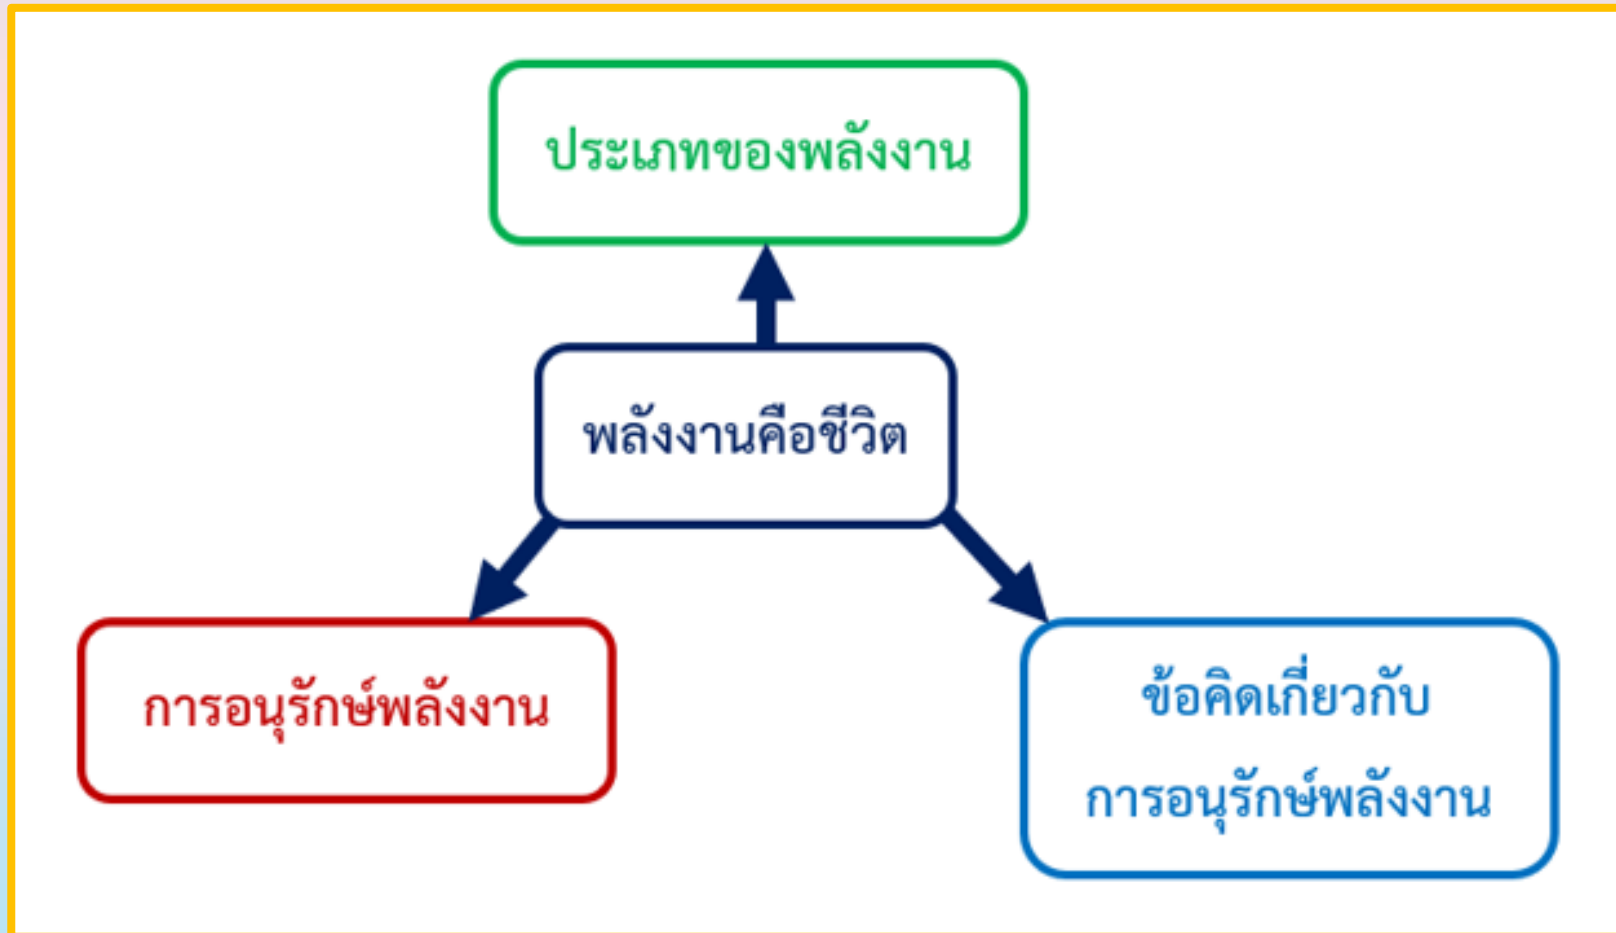 ประเภทของพลังงาน
พลังงานคือชีวิต
การอนุรักษ์พลังงาน
ข้อคิดเกี่ยวกับ
การอนุรักษ์พลังงาน